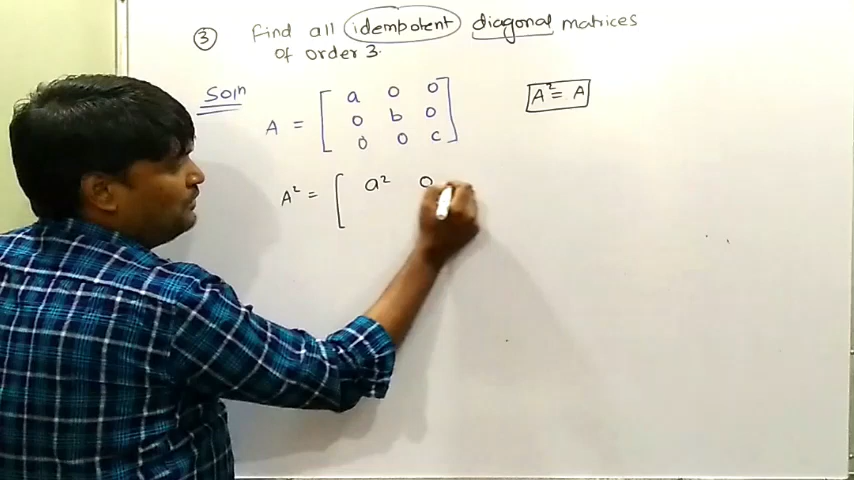 ③ Find all idempotent diagonal matrices
of order 3.
Soln
A = [ a 0 0
0 b 0
0 0 c ]
A² = A
A² = [ a² 0